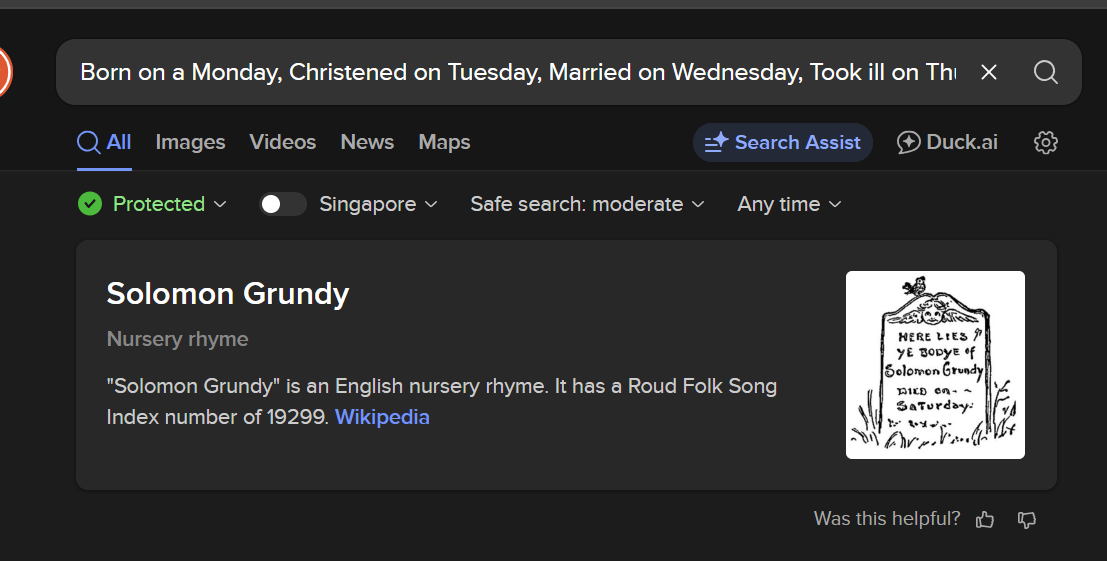 Born on a Monday, Christened on Tuesday, Married on Wednesday, Took ill on Thu
All Images Videos News Maps Search Assist Duck.ai
Protected Singapore Safe search: moderate Any time
Solomon Grundy
Nursery rhyme
"Solomon Grundy" is an English nursery rhyme. It has a Roud Folk Song
Index number of 19299. Wikipedia
HERE LIES
YE BODYE of
Solomon Grundy
DIED on
Saturday.
Was this helpful?